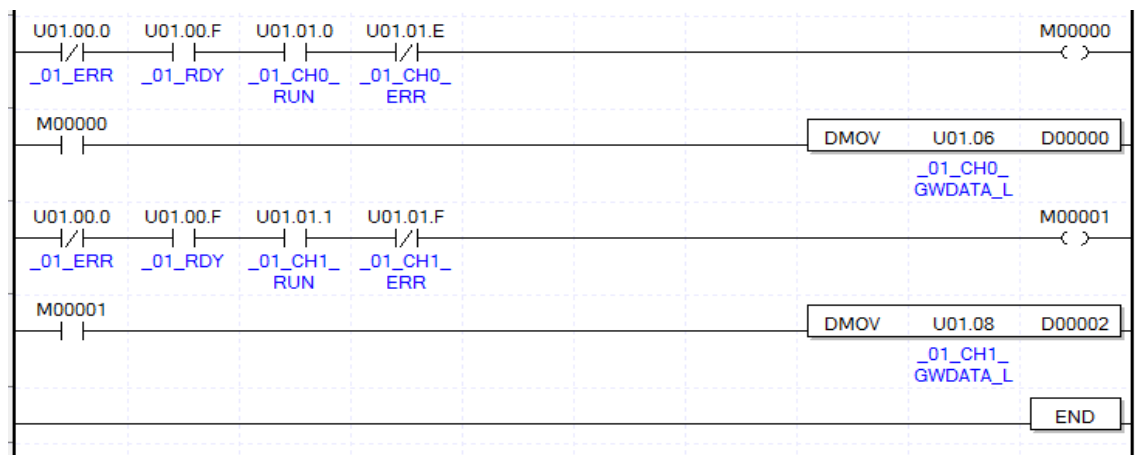 U01.00.0 U01.00.F U01.01.0 U01.01.E M00000
_01_ERR _01_RDY _01_CH0_ _01_CH0_
RUN ERR
M00000
DMOV U01.06 D00000
_01_CH0_
GWDATA_L
U01.00.0 U01.00.F U01.01.1 U01.01.F M00001
_01_ERR _01_RDY _01_CH1_ _01_CH1_
RUN ERR
M00001
DMOV U01.08 D00002
_01_CH1_
GWDATA_L
END